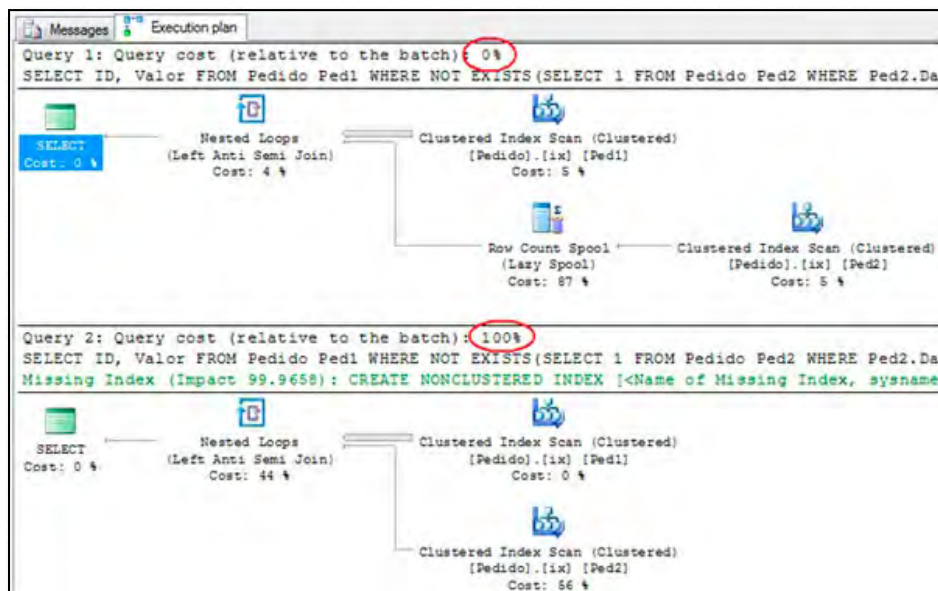 Messages Execution plan
Query 1: Query cost (relative to the batch): 0%
SELECT ID, Valor FROM Pedido Ped1 WHERE NOT EXISTS(SELECT 1 FROM Pedido Ped2 WHERE Ped2.Da
SELECT
Cost: 0 %
Nested Loops
(Left Anti Semi Join)
Cost: 4 %
Clustered Index Scan (Clustered)
[Pedido].[ix] [Ped1]
Cost: 5 %
Row Count Spool
(Lazy Spool)
Cost: 87 %
Clustered Index Scan (Clustered)
[Pedido].[ix] [Ped2]
Cost: 5 %
Query 2: Query cost (relative to the batch): 100%
SELECT ID, Valor FROM Pedido Ped1 WHERE NOT EXISTS(SELECT 1 FROM Pedido Ped2 WHERE Ped2.Da
Missing Index (Impact 99.9658): CREATE NONCLUSTERED INDEX [<Name of Missing Index, sysname
SELECT
Cost: 0 %
Nested Loops
(Left Anti Semi Join)
Cost: 44 %
Clustered Index Scan (Clustered)
[Pedido].[ix] [Ped1]
Cost: 0 %
Clustered Index Scan (Clustered)
[Pedido].[ix] [Ped2]
Cost: 56 %